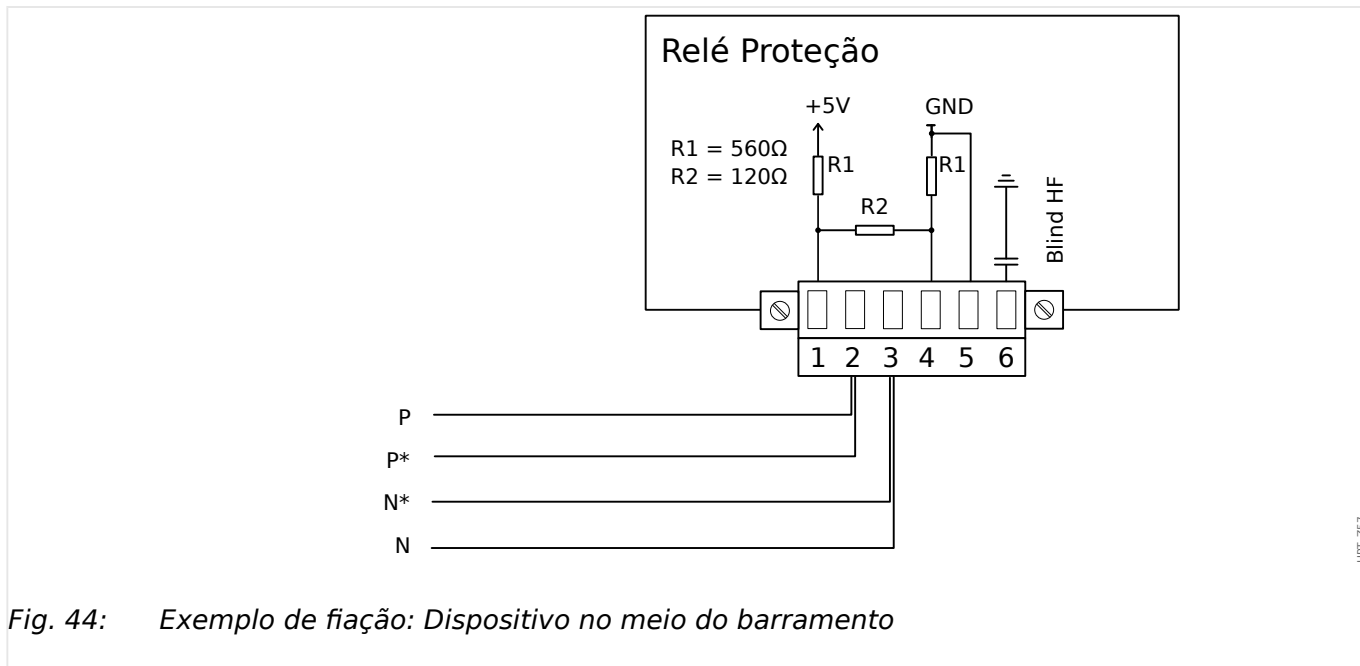 Relé Proteção
+5V
GND
R1 = 560Ω
R2 = 120Ω
R1
R1
R2
Blind HF
1 2 3 4 5 6
P
P*
N*
N
Fig. 44: Exemplo de fiação: Dispositivo no meio do barramento